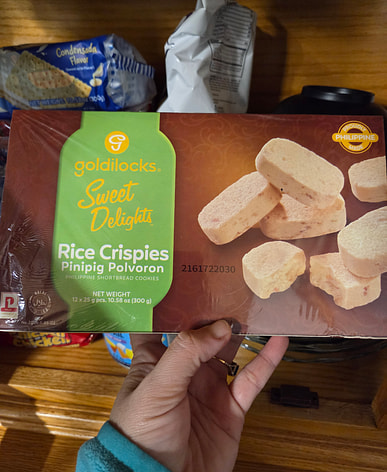 Condensada
Flavor
PHILIPPINE
goldilocks
Sweet
Delights
Rice Crispies
Pinipig Polvoron
PHILIPPINE SHORTBREAD COOKIES
2161722030
NET WEIGHT
12 x 25 g pcs. 10.58 oz (300 g)